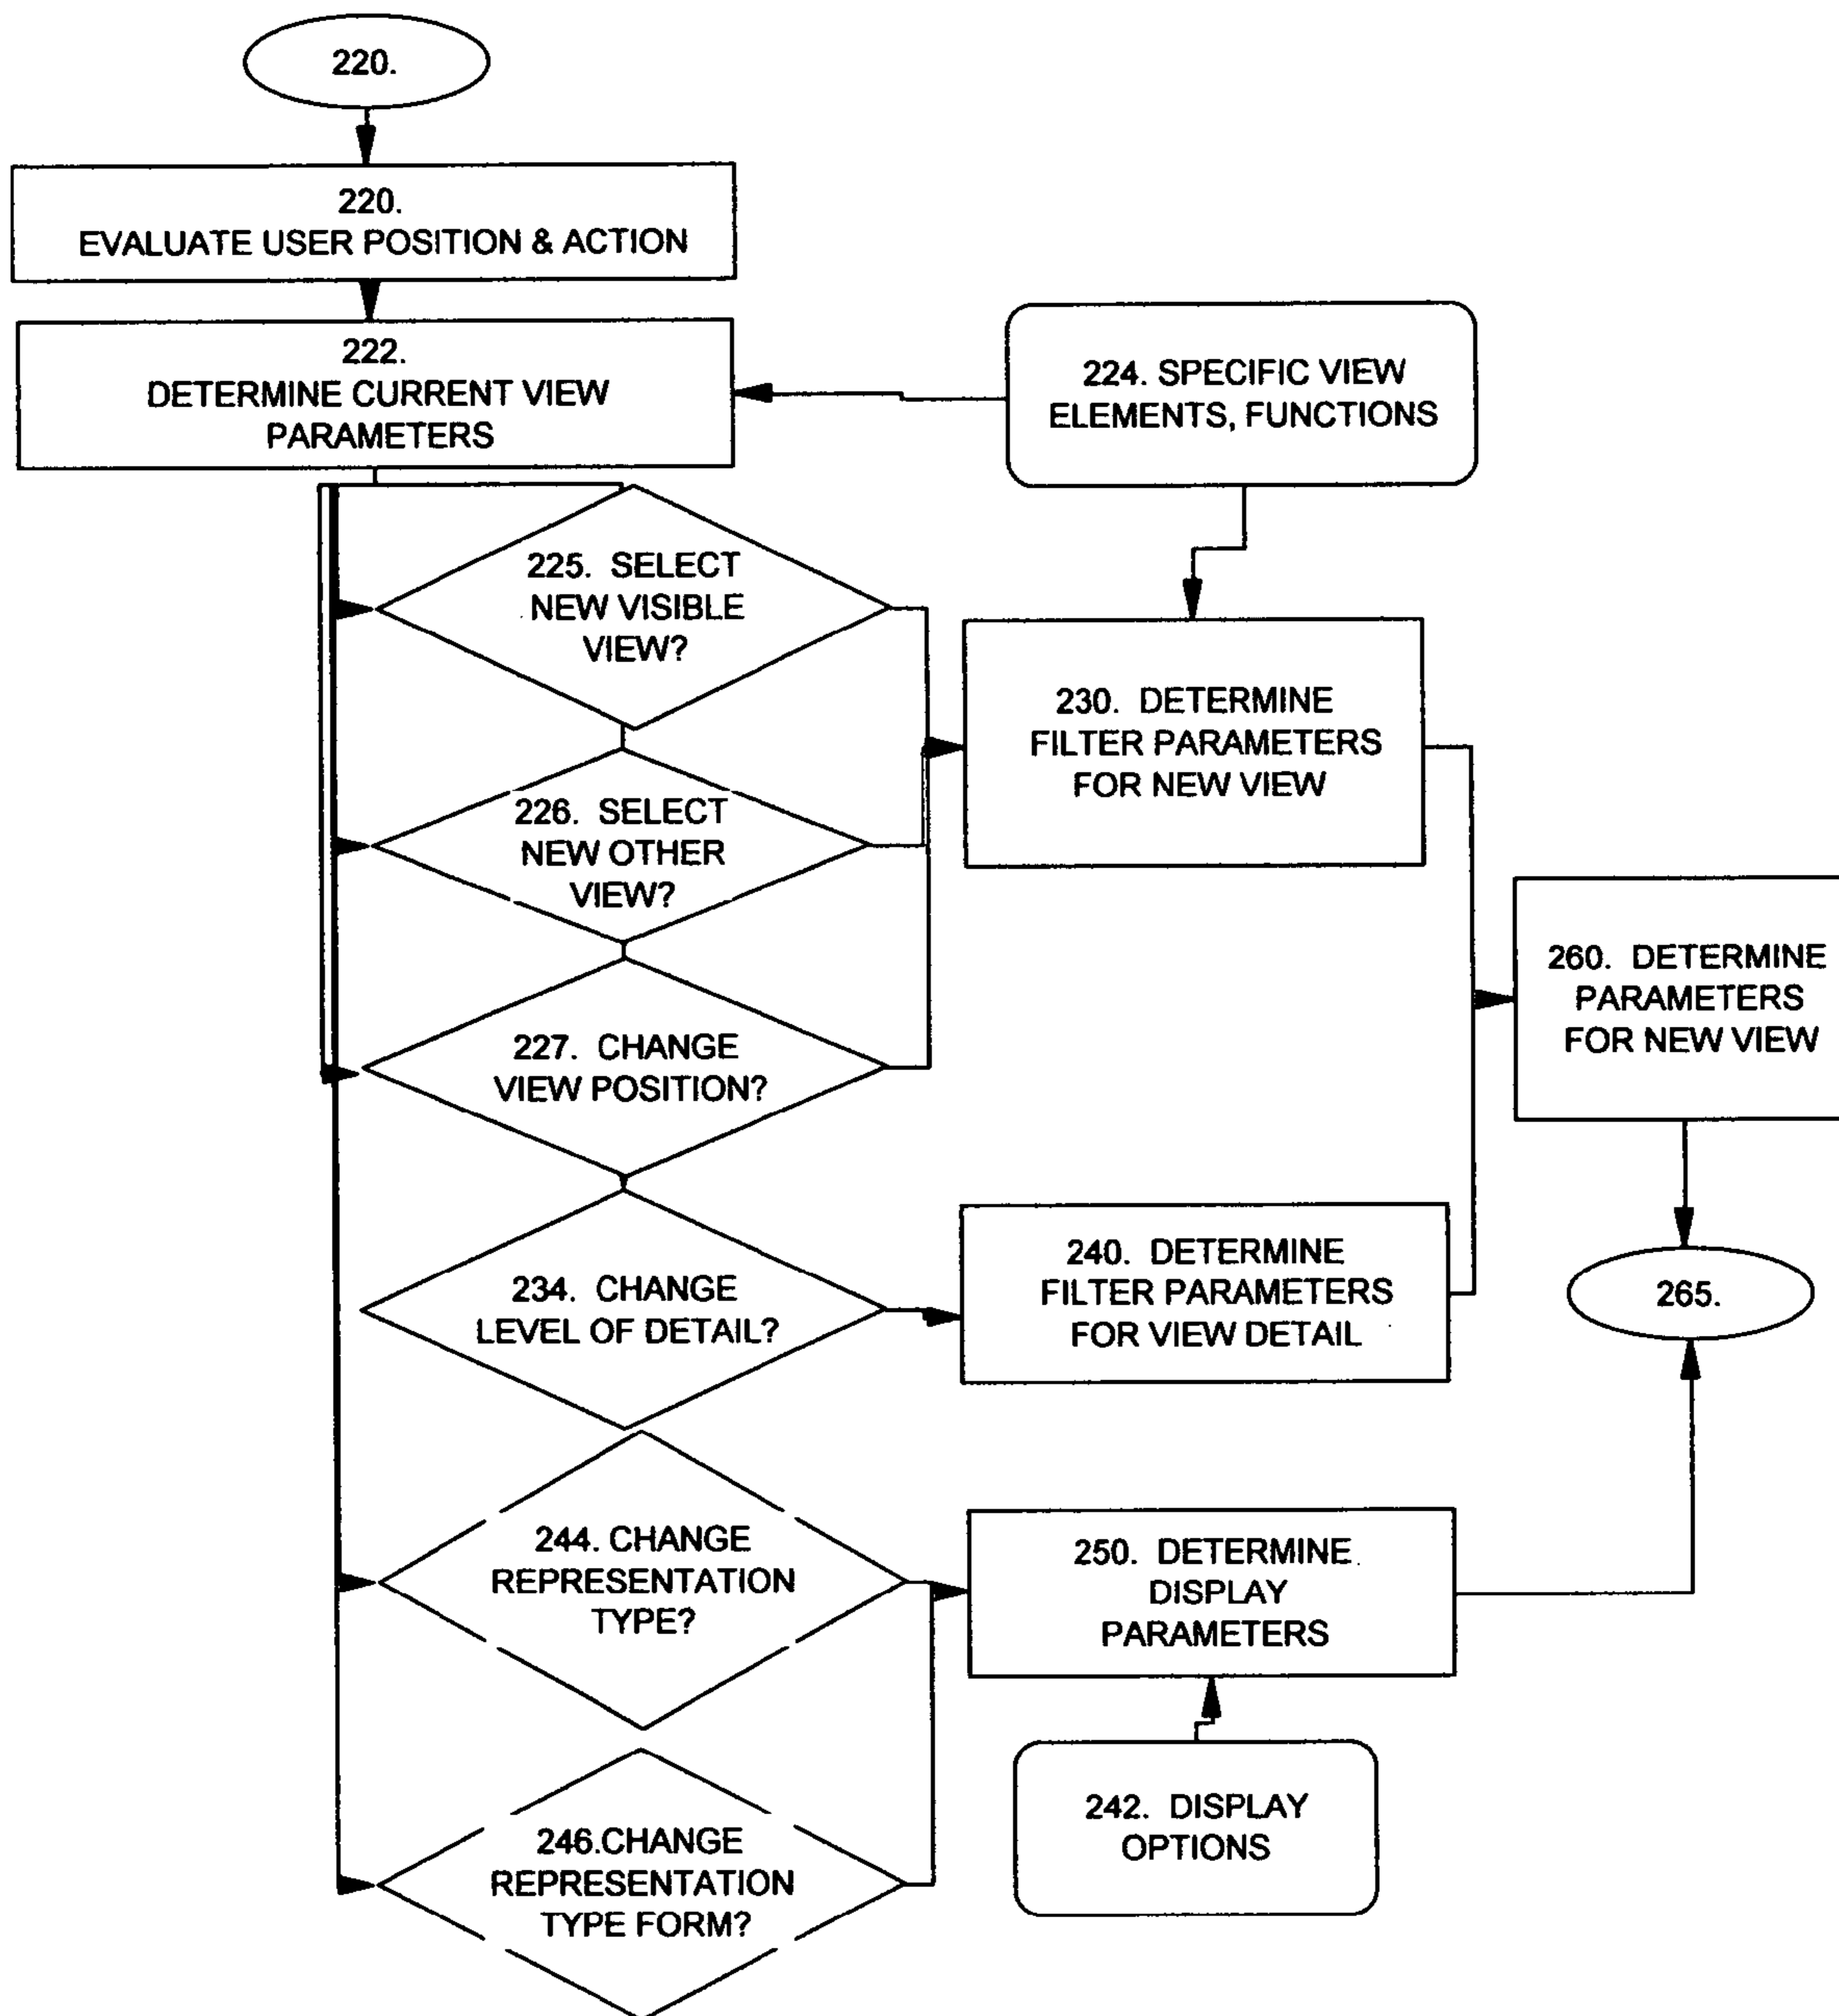 220.
220.
EVALUATE USER POSITION & ACTION
222.
DETERMINE CURRENT VIEW
PARAMETERS
224. SPECIFIC VIEW
ELEMENTS, FUNCTIONS
225. SELECT
NEW VISIBLE
VIEW?
226. SELECT
NEW OTHER
VIEW?
227. CHANGE
VIEW POSITION?
230. DETERMINE
FILTER PARAMETERS
FOR NEW VIEW
260. DETERMINE
PARAMETERS
FOR NEW VIEW
234. CHANGE
LEVEL OF DETAIL?
240. DETERMINE
FILTER PARAMETERS
FOR VIEW DETAIL
265.
244. CHANGE
REPRESENTATION
TYPE?
250. DETERMINE
DISPLAY
PARAMETERS
246.CHANGE
REPRESENTATION
TYPE FORM?
242. DISPLAY
OPTIONS